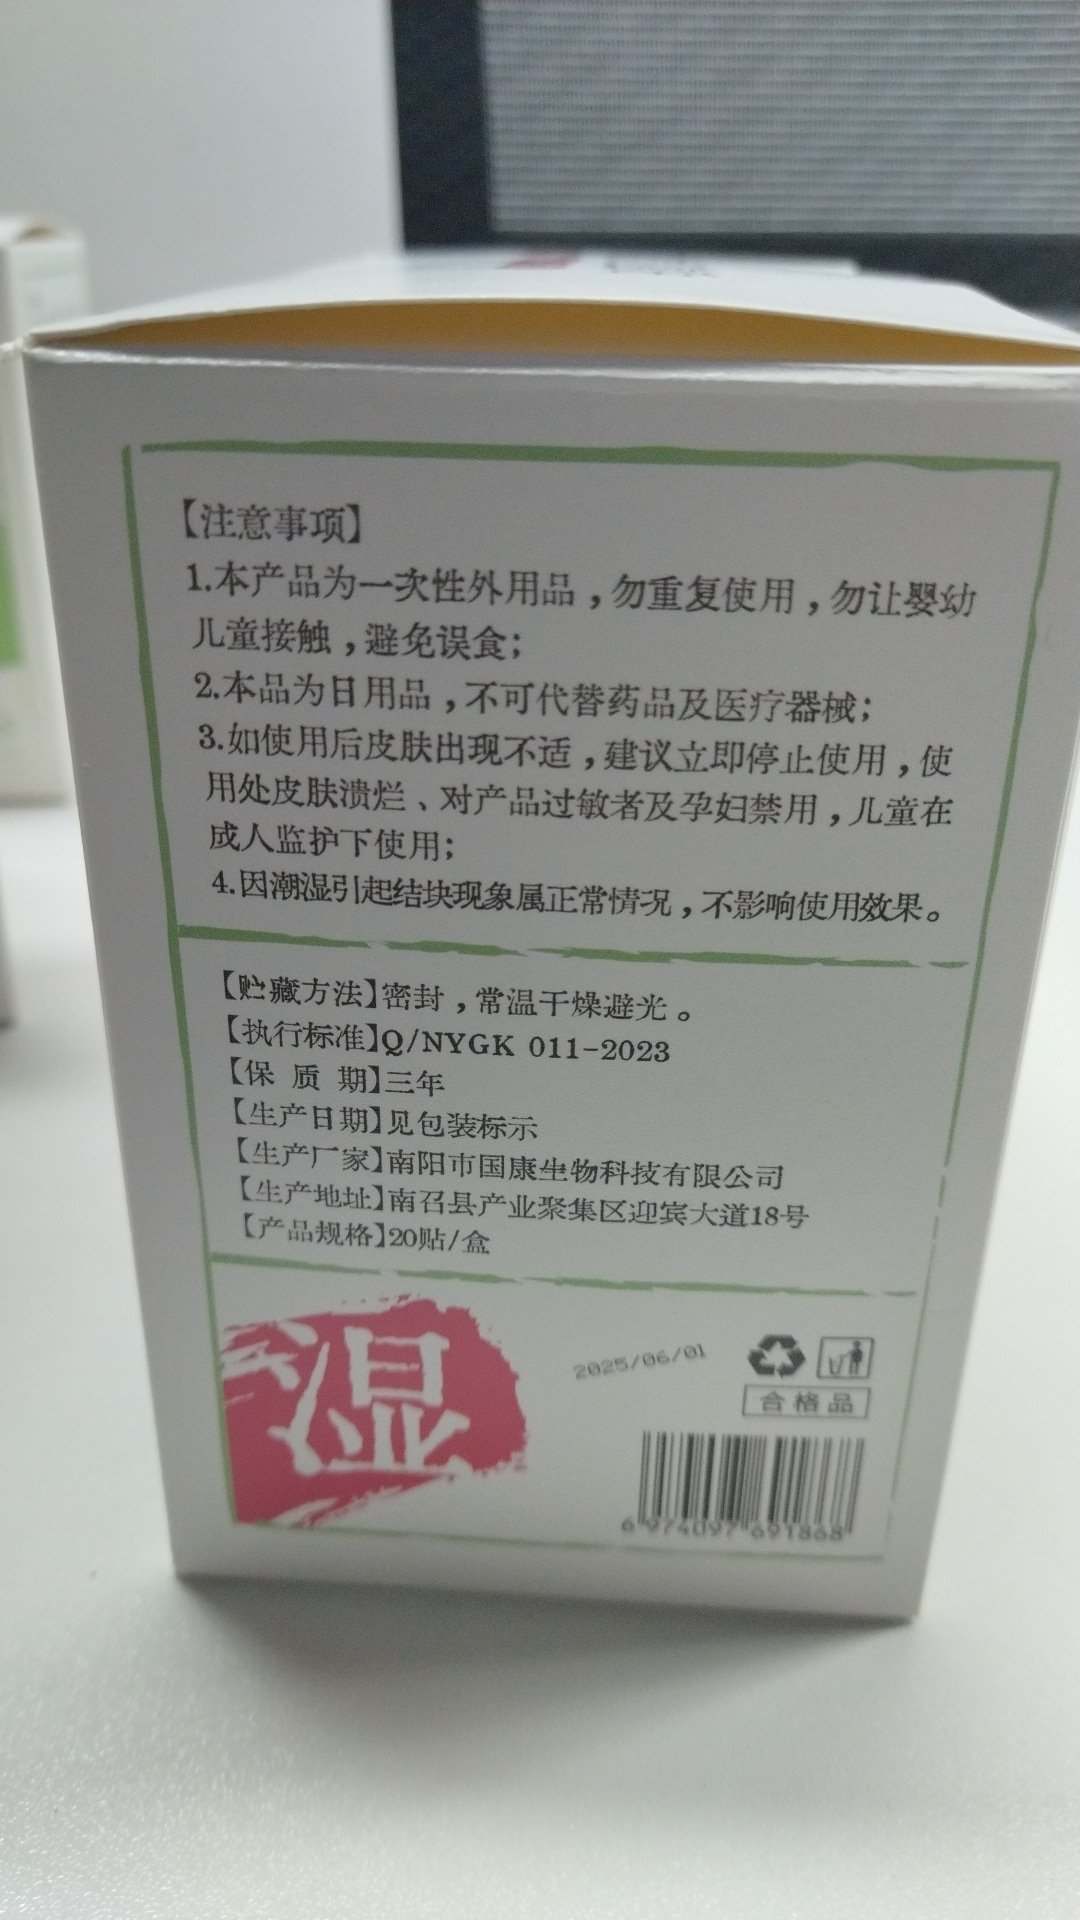 【注意事项】
1.本产品为一次性外用品，勿重复使用，勿让婴幼
儿童接触，避免误食；
2.本品为日用品，不可代替药品及医疗器械；
3.如使用后皮肤出现不适，建议立即停止使用，使
用处皮肤溃烂、对产品过敏者及孕妇禁用，儿童在
成人监护下使用；
4.因潮湿引起结块现象属正常情况，不影响使用效果。
【贮藏方法】密封，常温干燥避光。
【执行标准】Q/NYGK 011-2023
【保 质 期】三年
【生产日期】见包装标示
【生产厂家】南阳市国康生物科技有限公司
【生产地址】南召县产业聚集区迎宾大道18号
【产品规格】20贴/盒
湿
2025/06/01
合格品
6 974097 691868